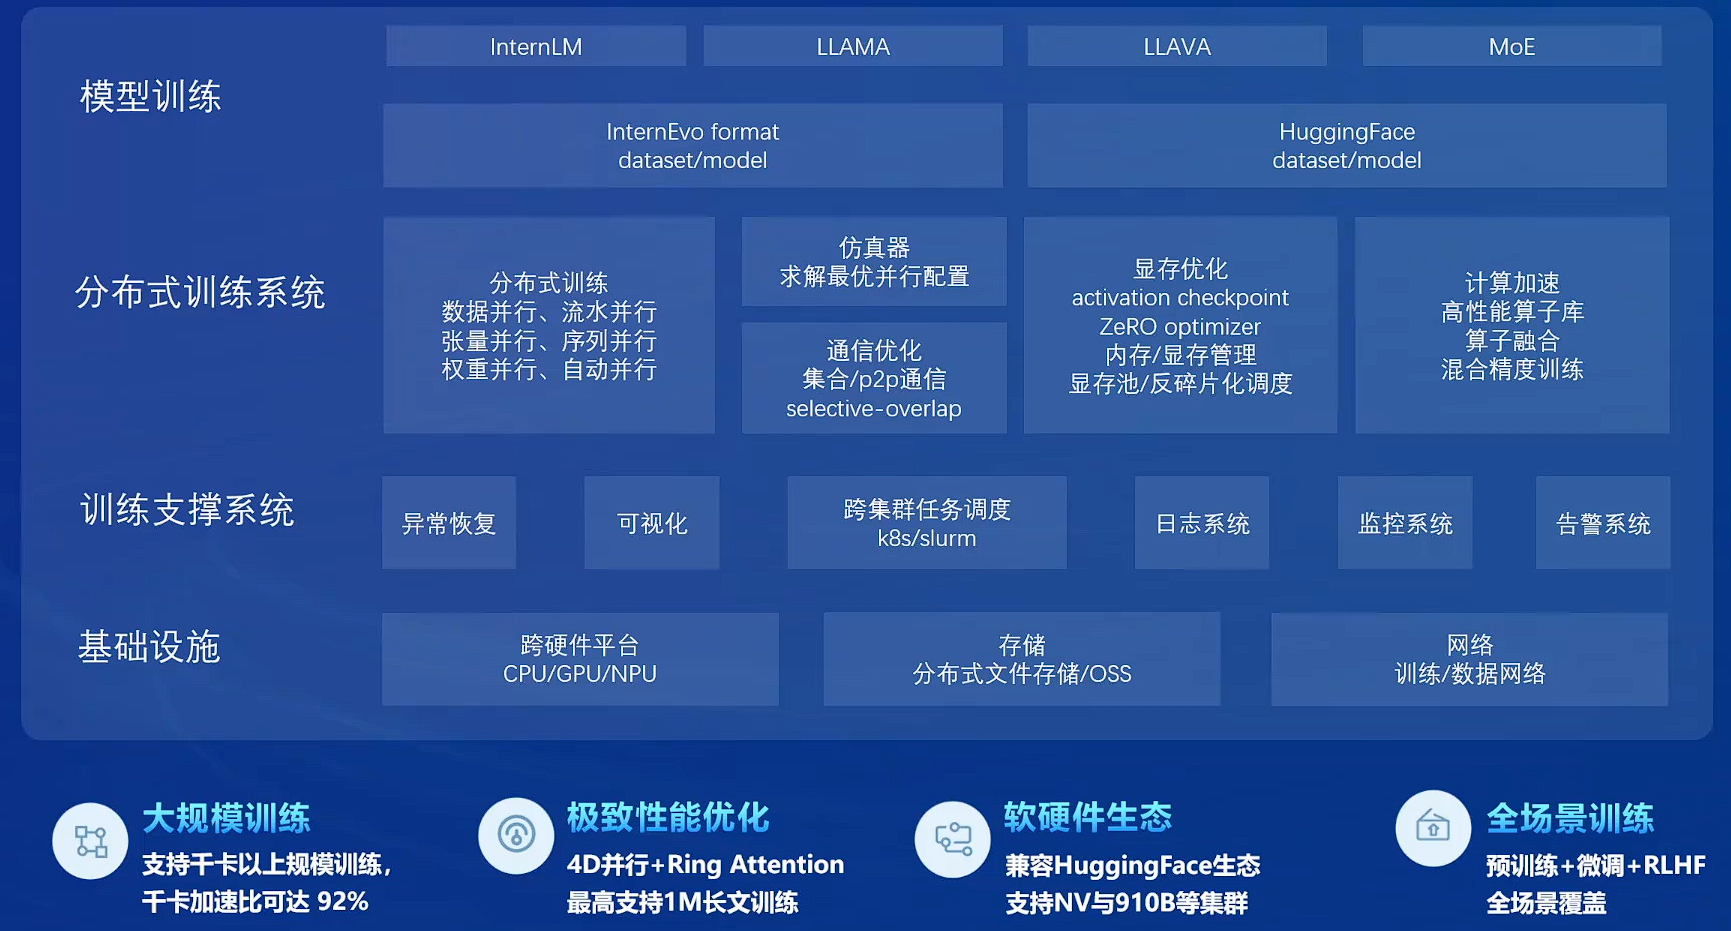 模型训练
InternLM
LLAMA
LLAVA
MoE
InternEvo format
dataset/model
HuggingFace
dataset/model
分布式训练系统
分布式训练
数据并行、流水并行
张量并行、序列并行
权重并行、自动并行
仿真器
求解最优并行配置
通信优化
集合/p2p通信
selective-overlap
显存优化
activation checkpoint
ZeRO optimizer
内存/显存管理
显存池/反碎片化调度
计算加速
高性能算子库
算子融合
混合精度训练
训练支撑系统
异常恢复
可视化
跨集群任务调度
k8s/slurm
日志系统
监控系统
告警系统
基础设施
跨硬件平台
CPU/GPU/NPU
存储
分布式文件存储/OSS
网络
训练/数据网络
大规模训练
支持千卡以上规模训练，
千卡加速比可达 92%
极致性能优化
4D并行+Ring Attention
最高支持1M长文训练
软硬件生态
兼容HuggingFace生态
支持NV与910B等集群
全场景训练
预训练+微调+RLHF
全场景覆盖